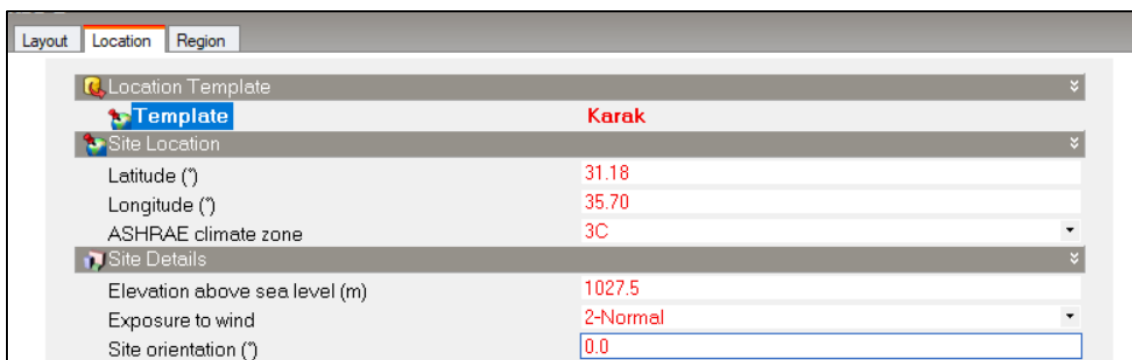 Layout Location Region
Location Template
Template Karak
Site Location
Latitude (°) 31.18
Longitude (°) 35.70
ASHRAE climate zone 3C
Site Details
Elevation above sea level (m) 1027.5
Exposure to wind 2-Normal
Site orientation (°) 0.0